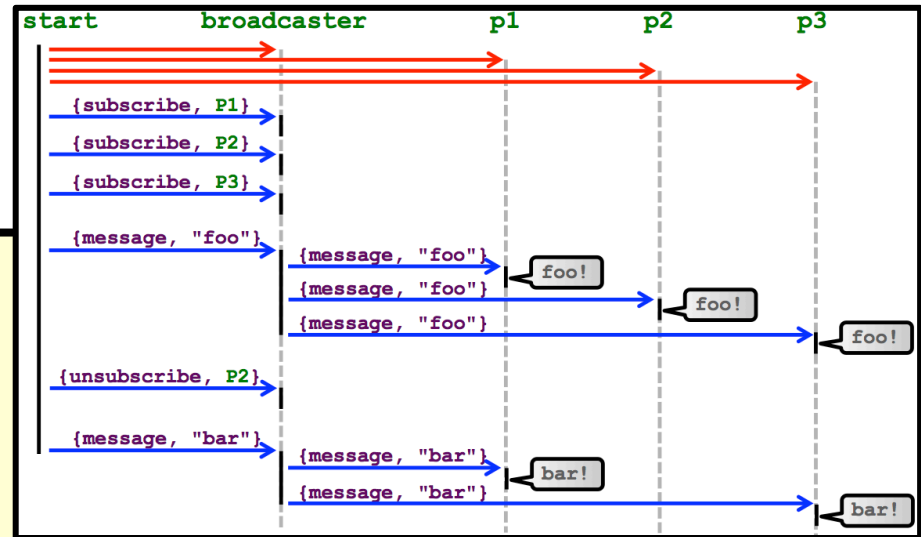 start broadcaster p1 p2 p3
{subscribe, P1}
{subscribe, P2}
{subscribe, P3}
{message, "foo"}
{message, "foo"}
foo!
{message, "foo"}
foo!
{message, "foo"}
foo!
{unsubscribe, P2}
{message, "bar"}
{message, "bar"}
bar!
{message, "bar"}
bar!